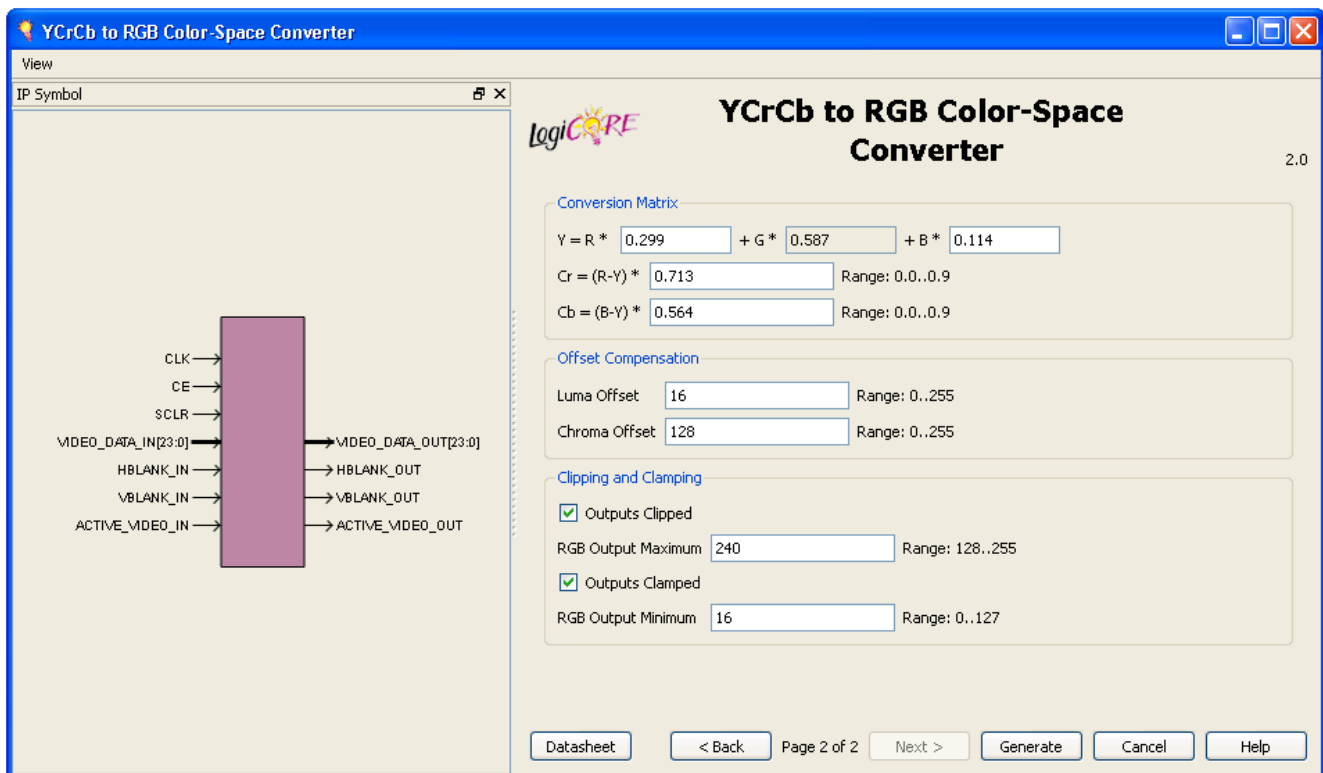 YCrCb to RGB Color-Space Converter
View
IP Symbol
CLK
CE
SCLR
VIDEO_DATA_IN[23:0]
HBLANK_IN
VBLANK_IN
ACTIVE_VIDEO_IN
VIDEO_DATA_OUT[23:0]
HBLANK_OUT
VBLANK_OUT
ACTIVE_VIDEO_OUT
LogiCORE
YCrCb to RGB Color-Space
Converter
2.0
Conversion Matrix
Y = R * 0.299 + G * 0.587 + B * 0.114
Cr = (R-Y) * 0.713 Range: 0.0..0.9
Cb = (B-Y) * 0.564 Range: 0.0..0.9
Offset Compensation
Luma Offset 16 Range: 0..255
Chroma Offset 128 Range: 0..255
Clipping and Clamping
Outputs Clipped
RGB Output Maximum 240 Range: 128..255
Outputs Clamped
RGB Output Minimum 16 Range: 0..127
Datasheet < Back Page 2 of 2 Next > Generate Cancel Help